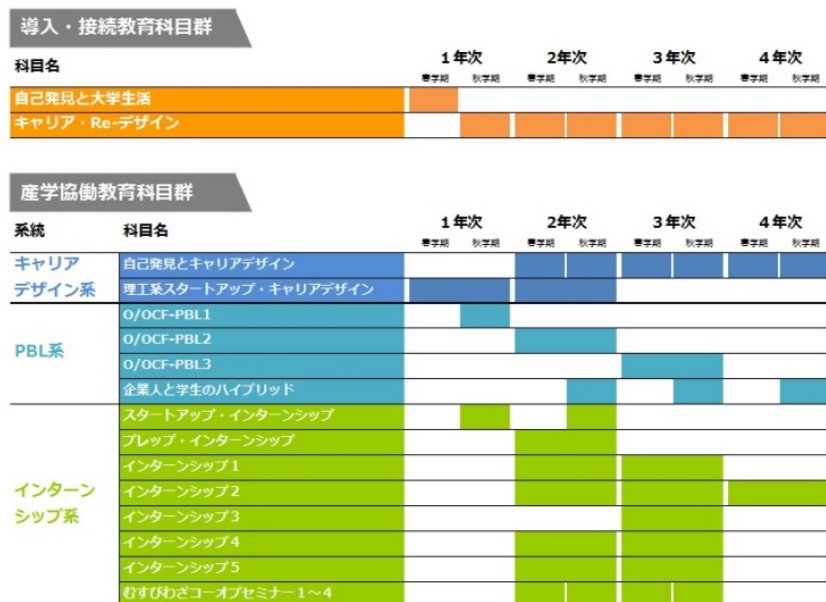 導入・接続教育科目群
科目名 1年次 2年次 3年次 4年次
春学期 秋学期 春学期 秋学期 春学期 秋学期 春学期 秋学期
自己発見と大学生活
キャリア・Re-デザイン
産学協働教育科目群
系統 科目名 1年次 2年次 3年次 4年次
春学期 秋学期 春学期 秋学期 春学期 秋学期 春学期 秋学期
キャリア
デザイン系
自己発見とキャリアデザイン
理工系スタートアップ・キャリアデザイン
PBL系
O/OCF-PBL1
O/OCF-PBL2
O/OCF-PBL3
企業人と学生のハイブリッド
インターン
シップ系
スタートアップ・インターンシップ
プレップ・インターンシップ
インターンシップ1
インターンシップ2
インターンシップ3
インターンシップ4
インターンシップ5
むすびわざコーオプセミナー1～4